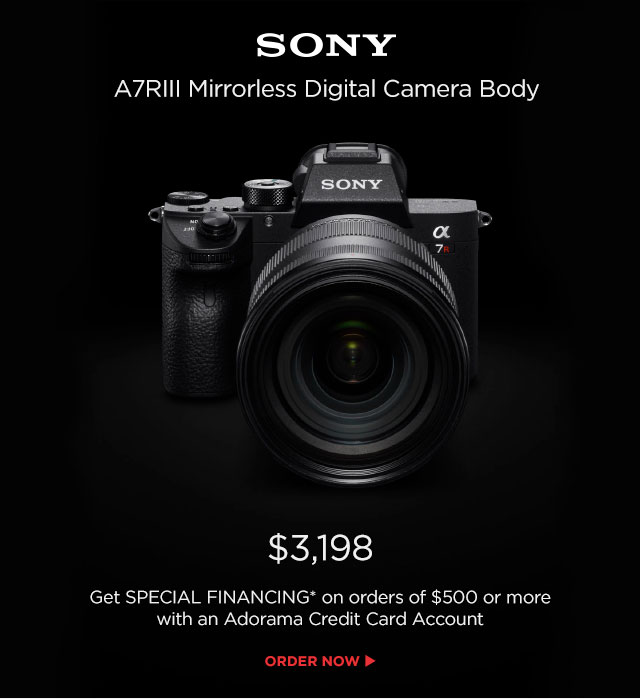 SONY
A7RIII Mirrorless Digital Camera Body
SONY
α
7R
$3,198
Get SPECIAL FINANCING* on orders of $500 or more
with an Adorama Credit Card Account
ORDER NOW ▶